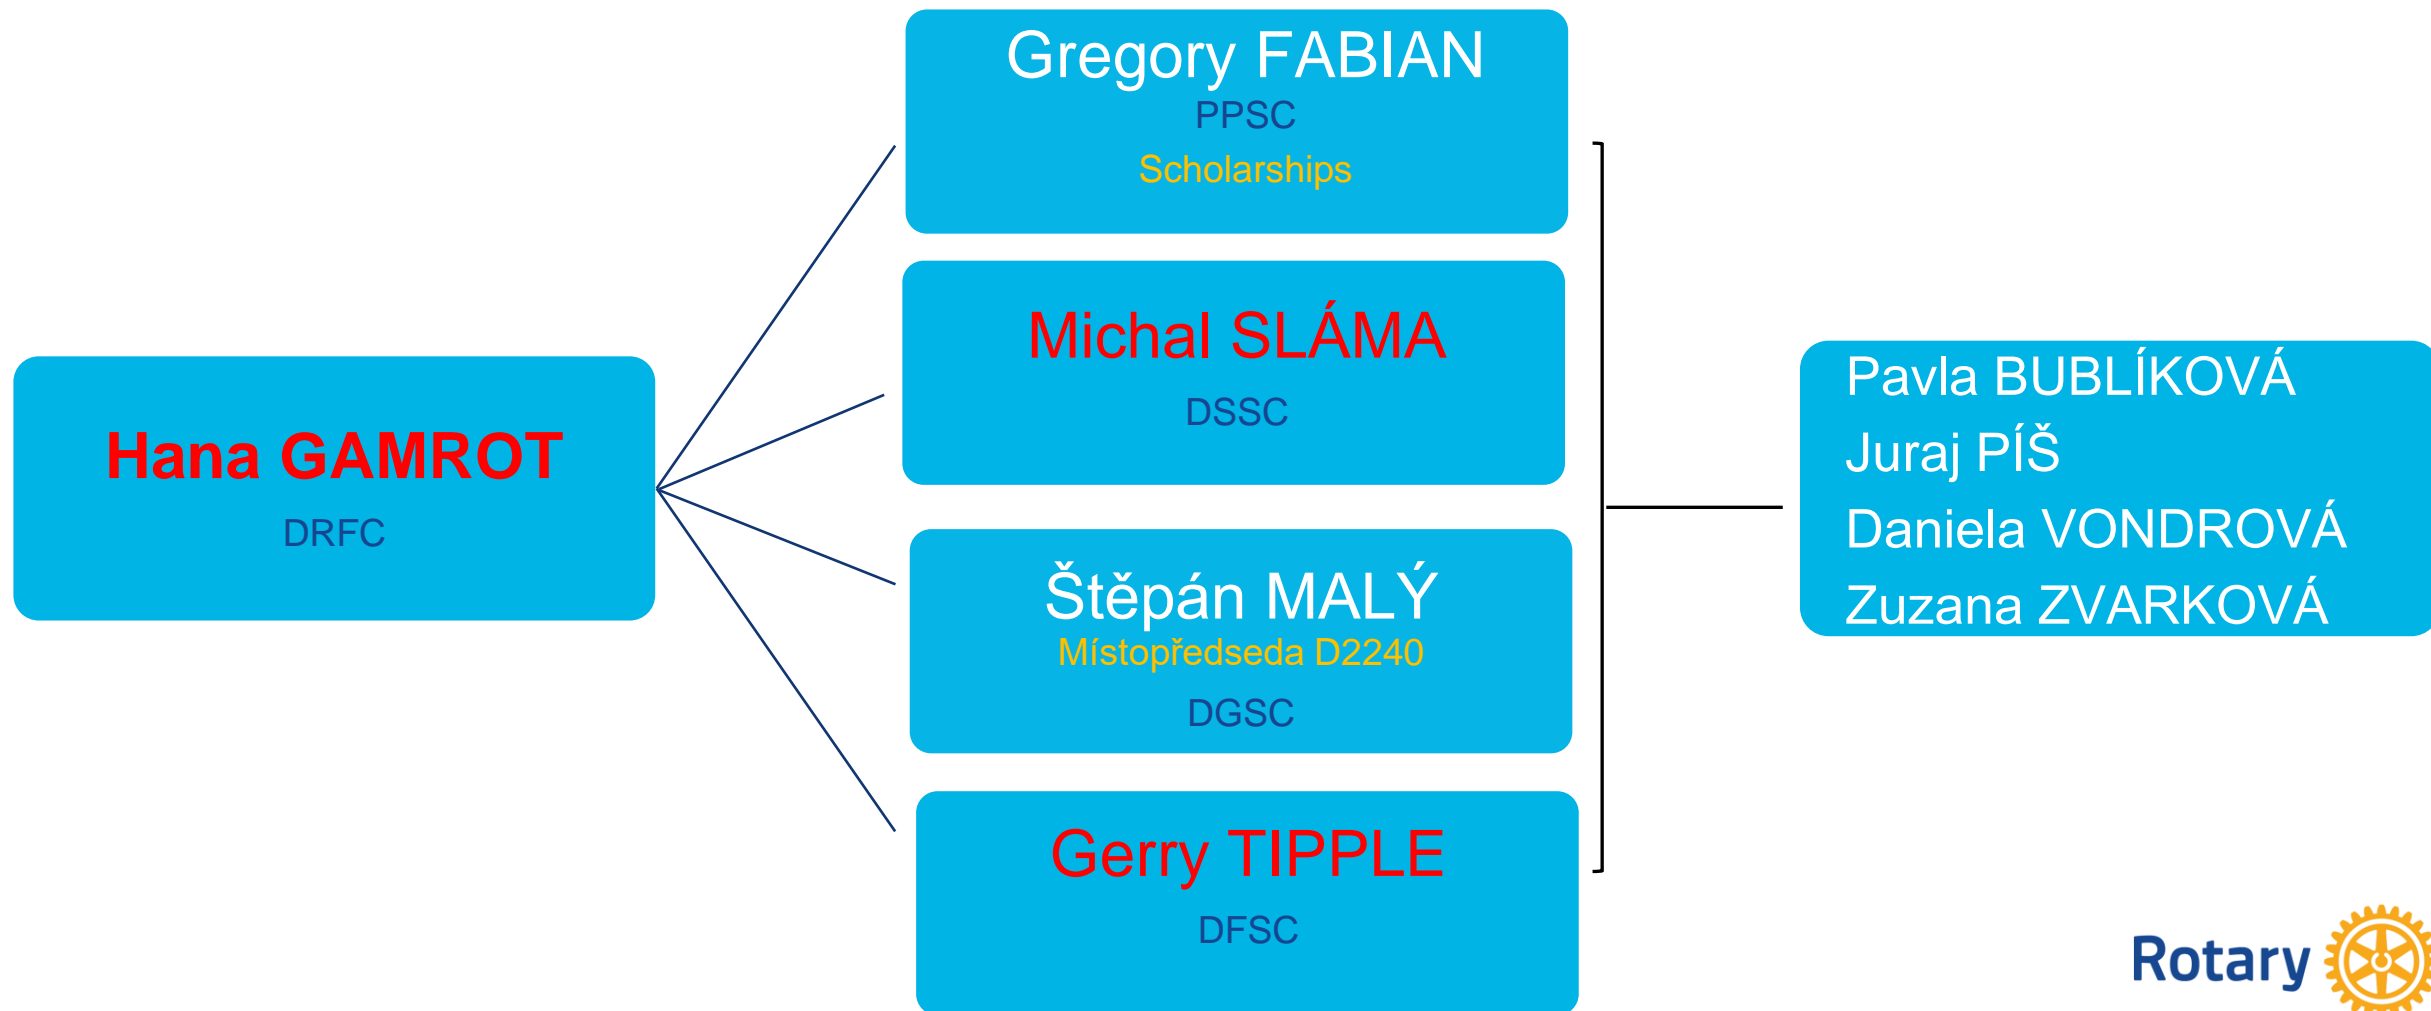 Hana GAMROT
DRFC
Gregory FABIAN
PPSC
Scholarships
Michal SLÁMA
DSSC
Štěpán MALÝ
Místopředseda D2240
DGSC
Gerry TIPPLE
DFSC
Pavla BUBLÍKOVÁ
Juraj PÍŠ
Daniela VONDROVÁ
Zuzana ZVARKOVÁ
Rotary